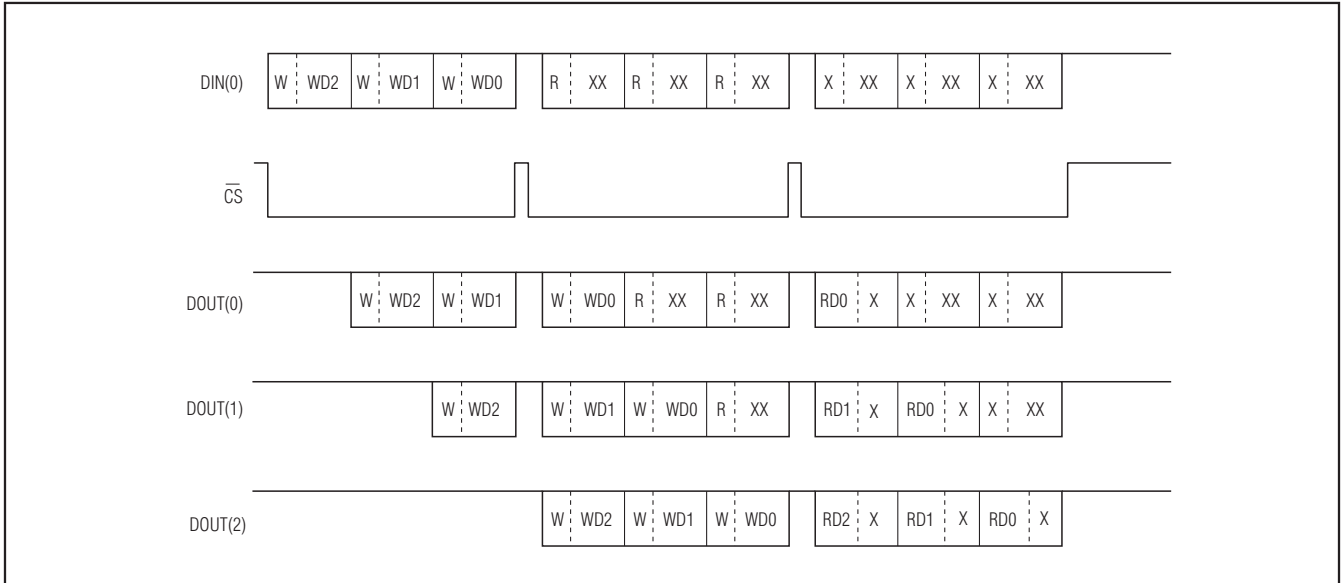 DIN(0) W WD2 W WD1 W WD0 R XX R XX R XX X XX X XX X XX
C̅S̅
DOUT(0) W WD2 W WD1 W WD0 R XX R XX RD0 X X XX X XX
DOUT(1) W WD2 W WD1 W WD0 R XX RD1 X RD0 X X XX
DOUT(2) W WD2 W WD1 W WD0 RD2 X RD1 X RD0 X